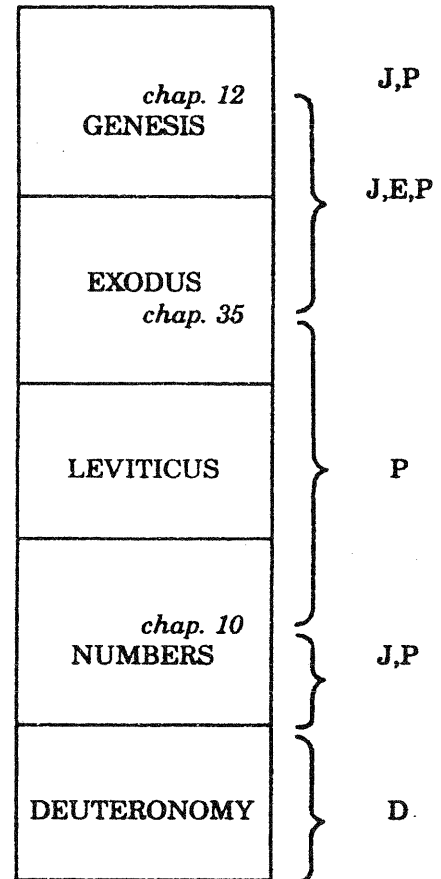 J,P
chap. 12
GENESIS
J,E,P
EXODUS
chap. 35
LEVITICUS
P
chap. 10
NUMBERS
J,P
DEUTERONOMY
D